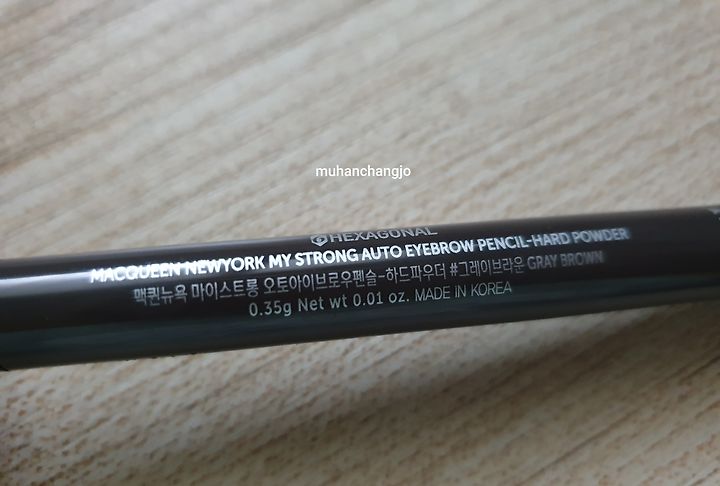 muhanchangjo
HEXAGONAL
MACQUEEN NEWYORK MY STRONG AUTO EYEBROW PENCIL-HARD POWDER
맥퀸뉴욕 마이스트롱 오토아이브로우펜슬-하드파우더 #그레이브라운 GRAY BROWN
0.35g Net wt 0.01 oz. MADE IN KOREA